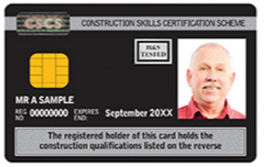 CSCS
CONSTRUCTION SKILLS CERTIFICATION SCHEME
H&S
TESTED
MR A SAMPLE
REG NO 00000000 EXPIRES END: September 20XX
The registered holder of this card holds the
construction qualifications listed on the reverse